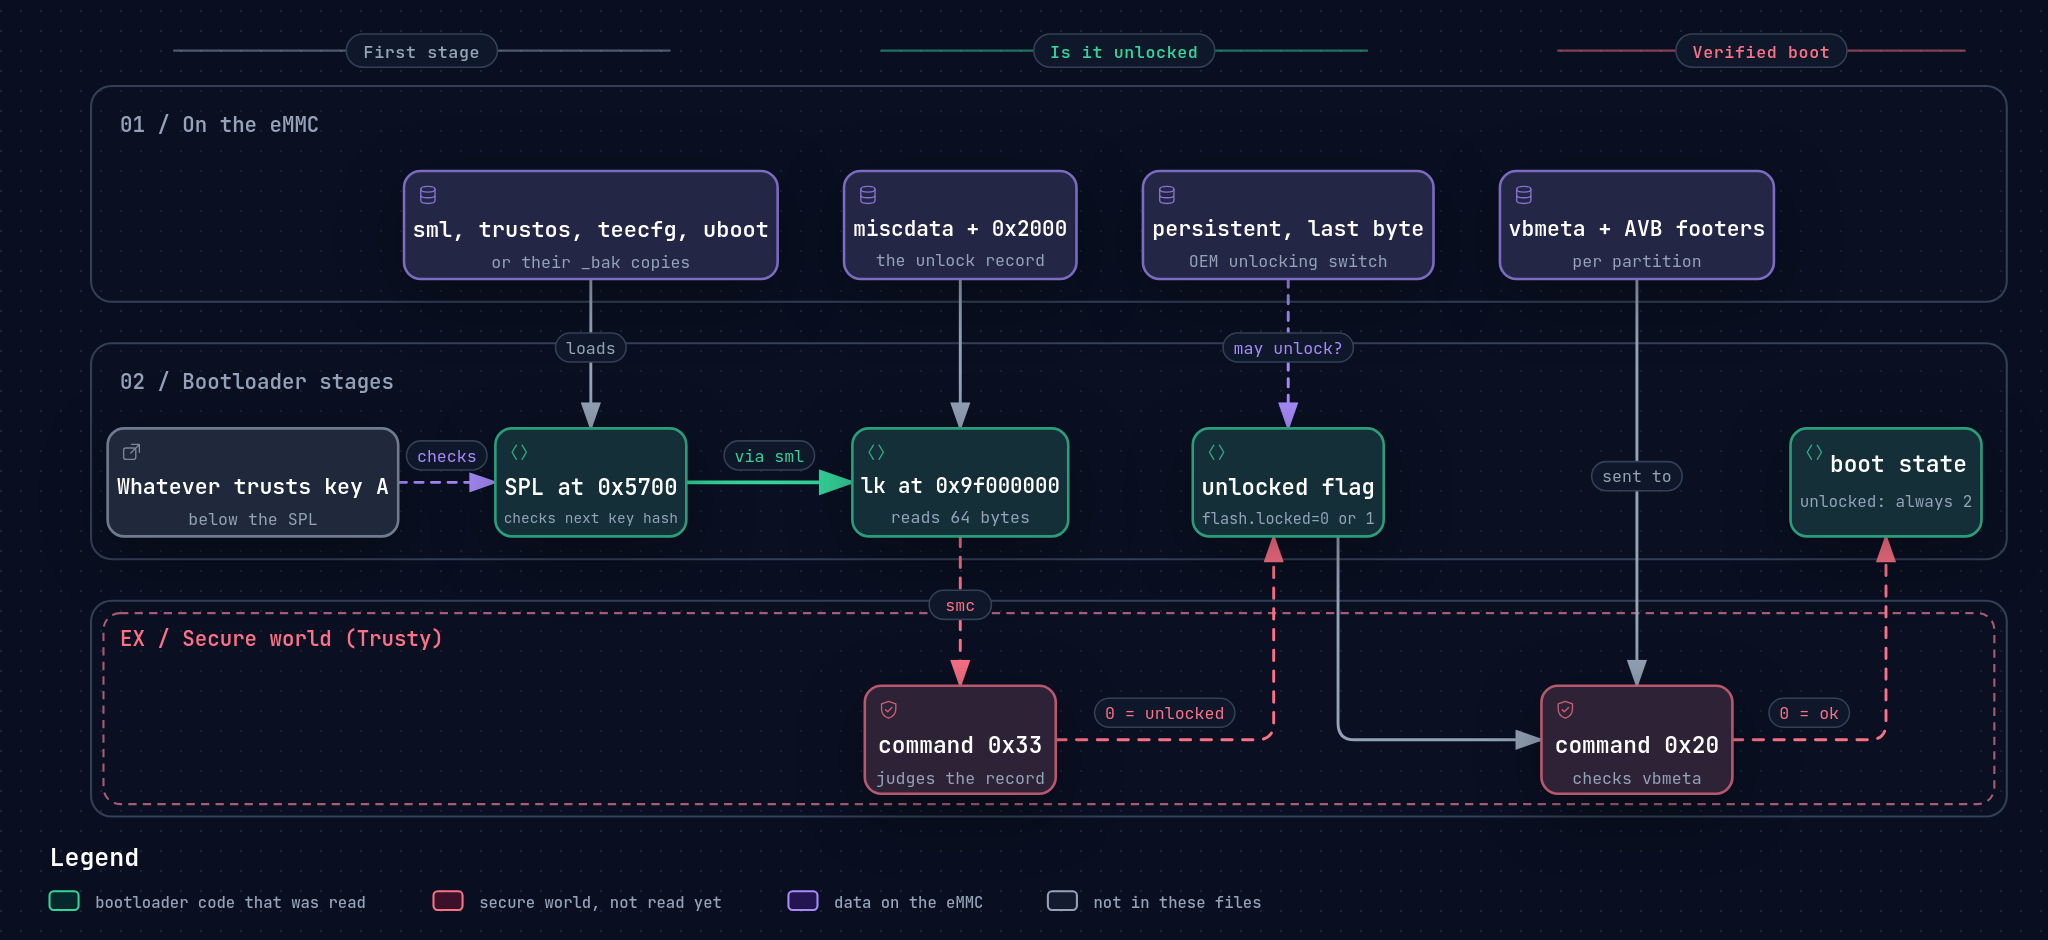 First stage
Is it unlocked
Verified boot
01 / On the eMMC
sml, trustos, teecfg, uboot
or their _bak copies
miscdata + 0x2000
the unlock record
persistent, last byte
OEM unlocking switch
vbmeta + AVB footers
per partition
loads
may unlock?
02 / Bootloader stages
Whatever trusts key A
below the SPL
checks
SPL at 0x5700
checks next key hash
via sml
lk at 0x9f000000
reads 64 bytes
unlocked flag
flash.locked=0 or 1
sent to
boot state
unlocked: always 2
smc
EX / Secure world (Trusty)
command 0x33
judges the record
0 = unlocked
command 0x20
checks vbmeta
0 = ok
Legend
bootloader code that was read
secure world, not read yet
data on the eMMC
not in these files